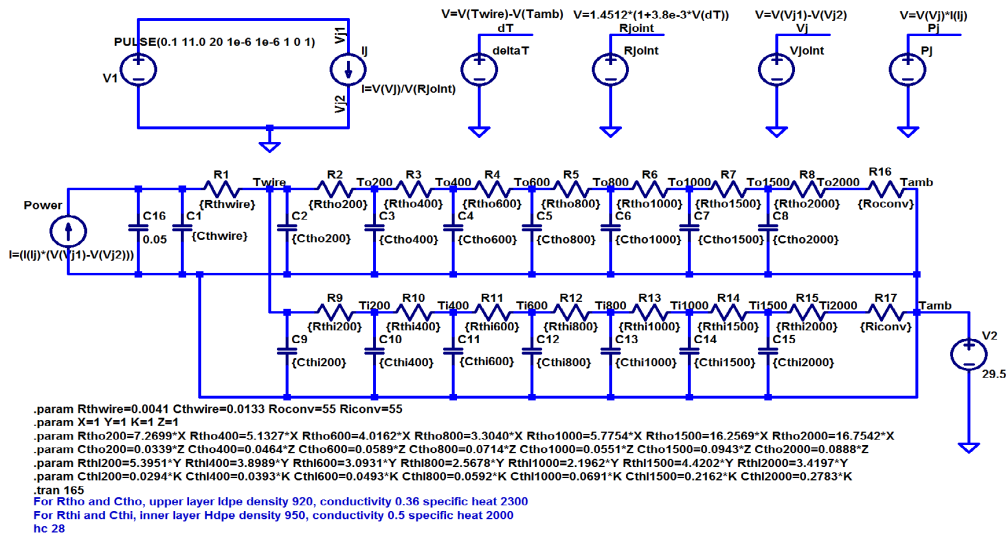 V=V(Twire)-V(Tamb)
V=1.4512*(1+3.8e-3*V(dT))
V=V(Vj1)-V(Vj2)
V=V(Vj)*I(Ij)
dT
Rjoint
Vj
Pj
PULSE(0.1 11.0 20 1e-6 1e-6 1 0 1)
Vj1
Ij
deltaT
RjoInt
VjoInt
Pj
V1
I=V(Vj)/V(RjoInt)
Vj2
R1
Twire
R2
To200
R3
To400
R4
To600
R5
To800
R6
To1000
R7
To1500
R8
To2000
R16
Tamb
Power
{Rthwire}
{Rtho200}
{Rtho400}
{Rtho600}
{Rtho800}
{Rtho1000}
{Rtho1500}
{Rtho2000}
{Roconv}
C16
C1
C2
C3
C4
C5
C6
C7
C8
0.05
{Cthwire}
{Ctho200}
{Ctho400}
{Ctho600}
{Ctho800}
{Ctho1000}
{Ctho1500}
{Ctho2000}
I=(I(Ij)*(V(Vj1)-V(Vj2)))
R9
Ti200
R10
Ti400
R11
Ti600
R12
Ti800
R13
Ti1000
R14
Ti1500
R15
Ti2000
R17
Tamb
{Rthi200}
{Rthi400}
{Rthi600}
{Rthi800}
{Rthi1000}
{Rthi1500}
{Rthi2000}
{Riconv}
C9
C10
C11
C12
C13
C14
C15
V2
{Cthi200}
{Cthi400}
{Cthi600}
{Cthi800}
{Cthi1000}
{Cthi1500}
{Cthi2000}
29.5
.param Rthwire=0.0041 Cthwire=0.0133 Roconv=55 Riconv=55
.param X=1 Y=1 K=1 Z=1
.param Rtho200=7.2699*X Rtho400=5.1327*X Rtho600=4.0162*X Rtho800=3.3040*X Rtho1000=5.7754*X Rtho1500=16.2569*X Rtho2000=16.7542*X
.param Ctho200=0.0339*Z Ctho400=0.0464*Z Ctho600=0.0589*Z Ctho800=0.0714*Z Ctho1000=0.0551*Z Ctho1500=0.0943*Z Ctho2000=0.0888*Z
.param RthI200=5.3951*Y RthI400=3.8989*Y RthI600=3.0931*Y RthI800=2.5678*Y RthI1000=2.1962*Y RthI1500=4.4202*Y RthI2000=3.4197*Y
.param CthI200=0.0294*K CthI400=0.0393*K CthI600=0.0493*K CthI800=0.0592*K CthI1000=0.0691*K CthI1500=0.2162*K CthI2000=0.2783*K
.tran 165
For Rtho and Ctho, upper layer ldpe density 920, conductivity 0.36 specific heat 2300
For Rthi and Cthi, inner layer Hdpe density 950, conductivity 0.5 specific heat 2000
hc 28